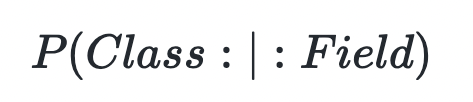 P(Class : | : Field)